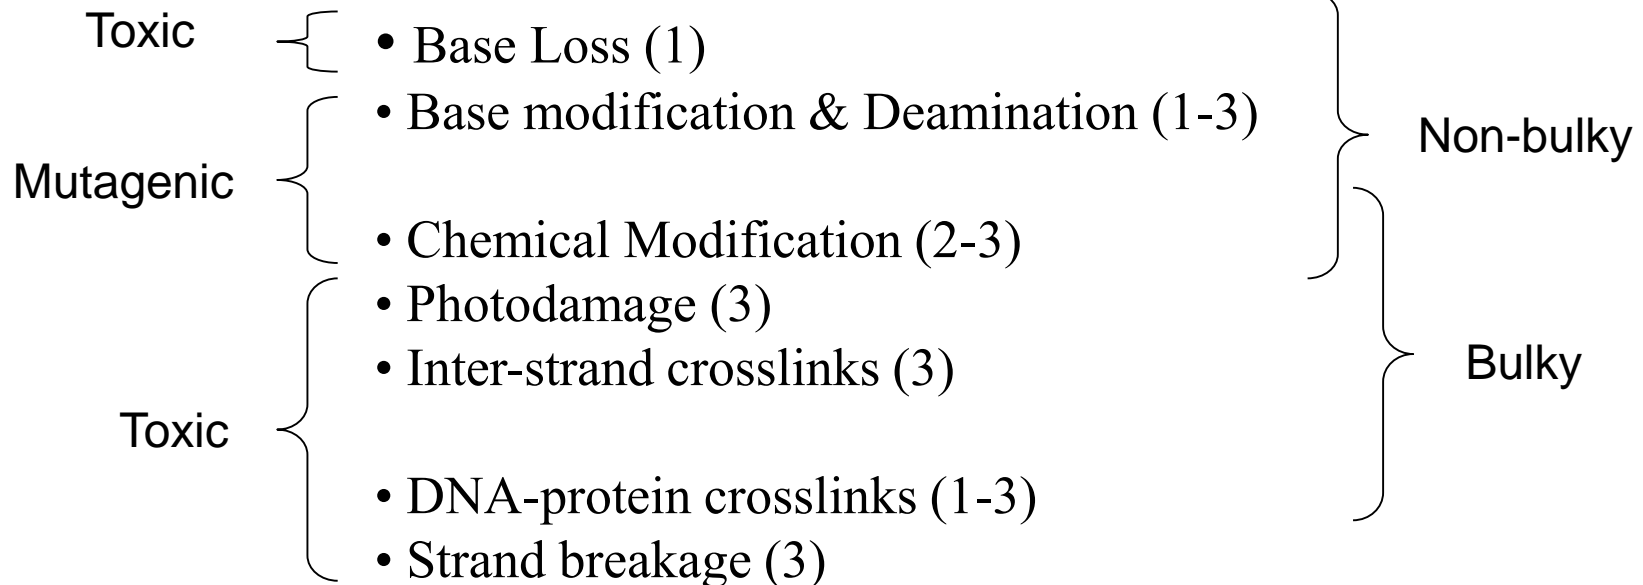 Toxic
• Base Loss (1)
• Base modification & Deamination (1-3)
Non-bulky
Mutagenic
• Chemical Modification (2-3)
• Photodamage (3)
• Inter-strand crosslinks (3)
Bulky
Toxic
• DNA-protein crosslinks (1-3)
• Strand breakage (3)